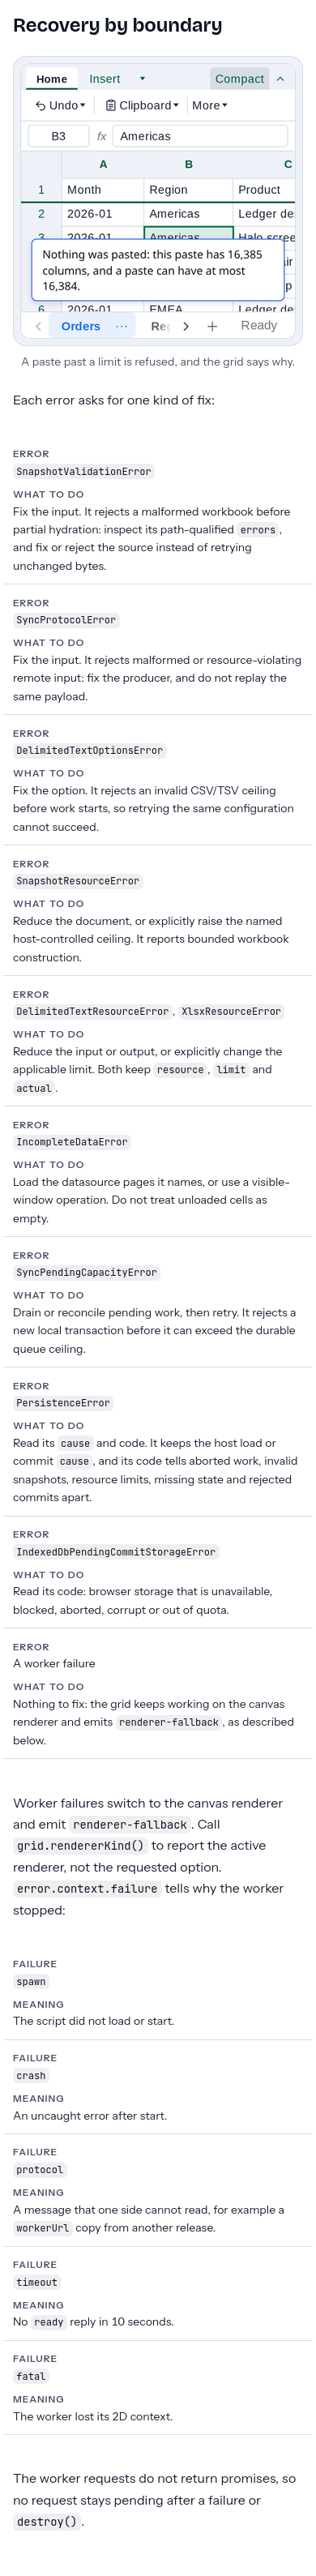 Recovery by boundary
Home Insert Compact
Undo Clipboard More
B3 fx Americas
A B C
1 Month Region Product
2 2026-01 Americas Ledger de
3 2026-01 Americas Halo scree
Nothing was pasted: this paste has 16,385
columns, and a paste can have at most
16,384.
6 2026-01 EMEA Ledger de
Orders ··· Reg + Ready
A paste past a limit is refused, and the grid says why.
Each error asks for one kind of fix:
ERROR
SnapshotValidationError
WHAT TO DO
Fix the input. It rejects a malformed workbook before
partial hydration: inspect its path-qualified errors,
and fix or reject the source instead of retrying
unchanged bytes.
ERROR
SyncProtocolError
WHAT TO DO
Fix the input. It rejects malformed or resource-violating
remote input: fix the producer, and do not replay the
same payload.
ERROR
DelimitedTextOptionsError
WHAT TO DO
Fix the option. It rejects an invalid CSV/TSV ceiling
before work starts, so retrying the same configuration
cannot succeed.
ERROR
SnapshotResourceError
WHAT TO DO
Reduce the document, or explicitly raise the named
host-controlled ceiling. It reports bounded workbook
construction.
ERROR
DelimitedTextResourceError, XlsxResourceError
WHAT TO DO
Reduce the input or output, or explicitly change the
applicable limit. Both keep resource, limit and
actual.
ERROR
IncompleteDataError
WHAT TO DO
Load the datasource pages it names, or use a visible-
window operation. Do not treat unloaded cells as
empty.
ERROR
SyncPendingCapacityError
WHAT TO DO
Drain or reconcile pending work, then retry. It rejects a
new local transaction before it can exceed the durable
queue ceiling.
ERROR
PersistenceError
WHAT TO DO
Read its cause and code. It keeps the host load or
commit cause, and its code tells aborted work, invalid
snapshots, resource limits, missing state and rejected
commits apart.
ERROR
IndexedDbPendingCommitStorageError
WHAT TO DO
Read its code: browser storage that is unavailable,
blocked, aborted, corrupt or out of quota.
ERROR
A worker failure
WHAT TO DO
Nothing to fix: the grid keeps working on the canvas
renderer and emits renderer-fallback, as described
below.
Worker failures switch to the canvas renderer
and emit renderer-fallback. Call
grid.rendererKind() to report the active
renderer, not the requested option.
error.context.failure tells why the worker
stopped:
FAILURE
spawn
MEANING
The script did not load or start.
FAILURE
crash
MEANING
An uncaught error after start.
FAILURE
protocol
MEANING
A message that one side cannot read, for example a
workerUrl copy from another release.
FAILURE
timeout
MEANING
No ready reply in 10 seconds.
FAILURE
fatal
MEANING
The worker lost its 2D context.
The worker requests do not return promises, so
no request stays pending after a failure or
destroy().